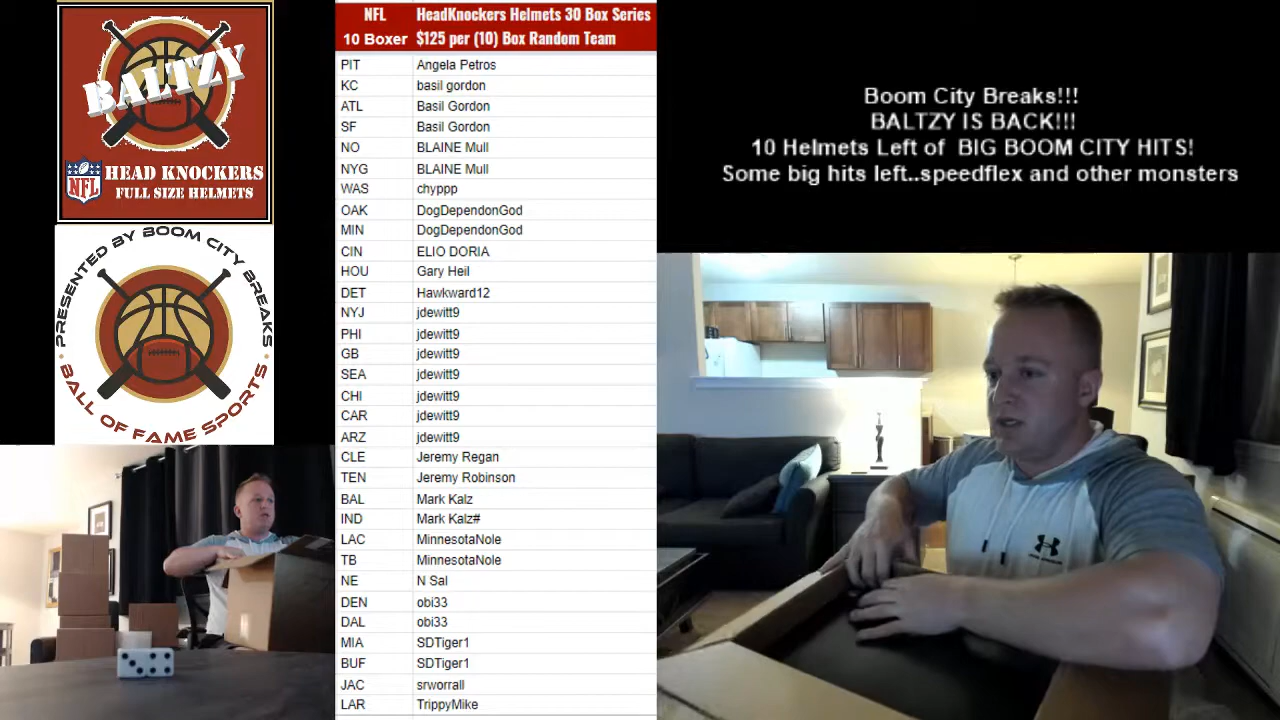 BALTZY
NFL
HEAD KNOCKERS
FULL SIZE HELMETS
PRESENTED BY BOOM CITY BREAKS
BALL OF FAME SPORTS
NFL HeadKnockers Helmets 30 Box Series
10 Boxer $125 per (10) Box Random Team
PIT Angela Petros
KC basil gordon
ATL Basil Gordon
SF Basil Gordon
NO BLAINE Mull
NYG BLAINE Mull
WAS chyppp
OAK DogDependonGod
MIN DogDependonGod
CIN ELIO DORIA
HOU Gary Heil
DET Hawkward12
NYJ jdewitt9
PHI jdewitt9
GB jdewitt9
SEA jdewitt9
CHI jdewitt9
CAR jdewitt9
ARZ jdewitt9
CLE Jeremy Regan
TEN Jeremy Robinson
BAL Mark Kalz
IND Mark Kalz#
LAC MinnesotaNole
TB MinnesotaNole
NE N Sal
DEN obi33
DAL obi33
MIA SDTiger1
BUF SDTiger1
JAC srworrall
LAR TrippyMike
Boom City Breaks!!!
BALTZY IS BACK!!!
10 Helmets Left of BIG BOOM CITY HITS!
Some big hits left..speedflex and other monsters